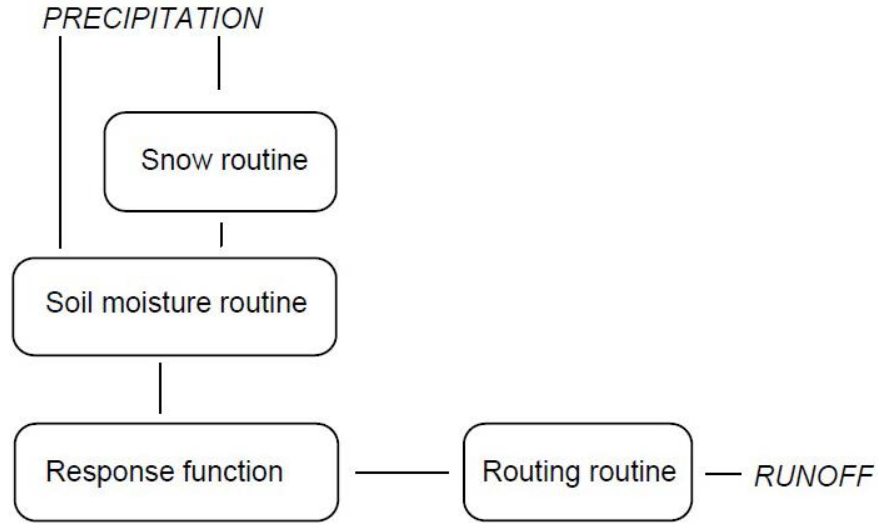 PRECIPITATION
Snow routine
Soil moisture routine
Response function
Routing routine
RUNOFF